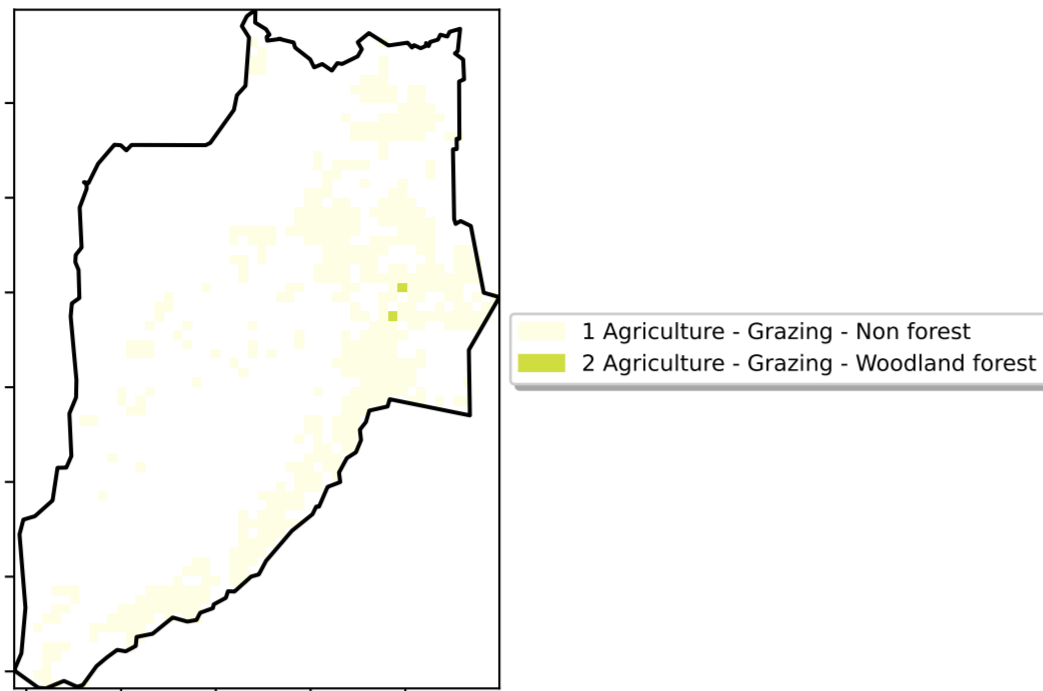 1 Agriculture - Grazing - Non forest
2 Agriculture - Grazing - Woodland forest